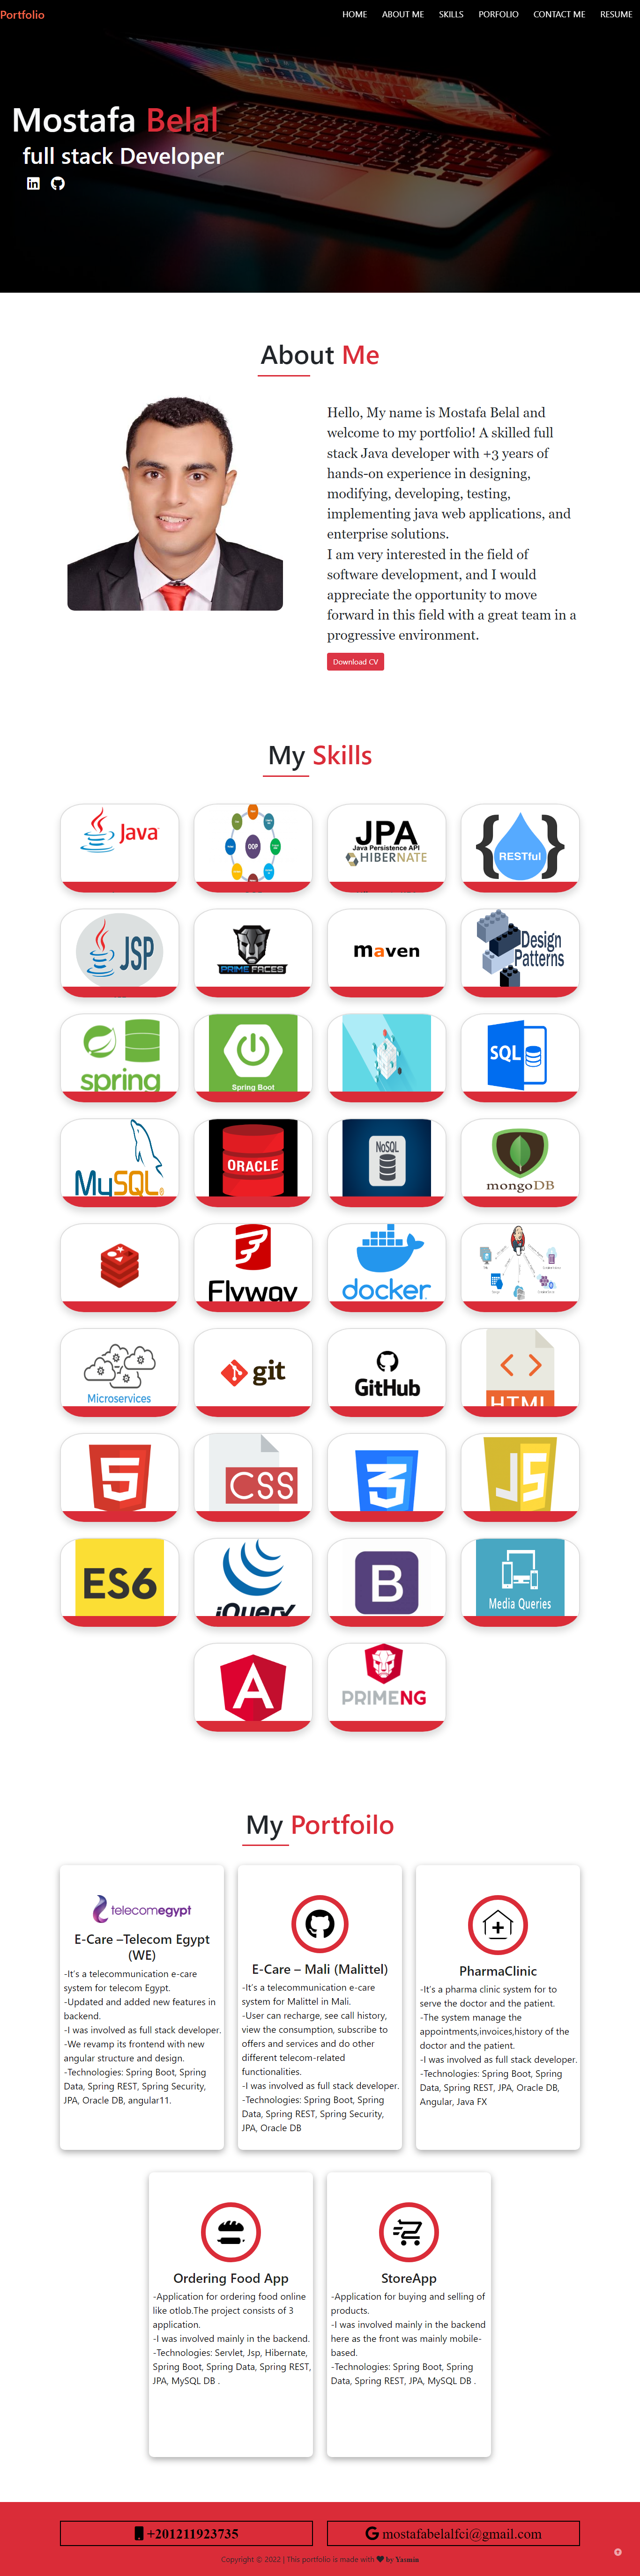 Portfolio
HOME ABOUT ME SKILLS PORFOLIO CONTACT ME RESUME
Mostafa Belal
full stack Developer
About Me
Hello, My name is Mostafa Belal and
welcome to my portfolio! A skilled full
stack Java developer with +3 years of
hands-on experience in designing,
modifying, developing, testing,
implementing java web applications, and
enterprise solutions.
I am very interested in the field of
software development, and I would
appreciate the opportunity to move
forward in this field with a great team in a
progressive environment.
Download CV
My Skills
Java
OOP
JPA
Java Persistence API
HIBERNATE
{RESTful}
JSP
PRIME FACES
maven
Design
Patterns
spring
Spring Boot
SQL
MySQL
ORACLE
NoSQL
mongoDB
Flyway
docker
Microservices
git
GitHub
HTML
5
CSS
3
JS
ES6
jQuery
B
Media Queries
A
PRIMENG
My Portfoilo
telecomegypt
E-Care –Telecom Egypt
(WE)
-It's a telecommunication e-care
system for telecom Egypt.
-Updated and added new features in
backend.
-I was involved as full stack developer.
-We revamp its frontend with new
angular structure and design.
-Technologies: Spring Boot, Spring
Data, Spring REST, Spring Security,
JPA, Oracle DB, angular11.
E-Care – Mali (Malittel)
-It's a telecommunication e-care
system for Malittel in Mali.
-User can recharge, see call history,
view the consumption, subscribe to
offers and services and do other
different telecom-related
functionalities.
-I was involved as full stack developer.
-Technologies: Spring Boot, Spring
Data, Spring REST, Spring Security,
JPA, Oracle DB
PharmaClinic
-It's a pharma clinic system for to
serve the doctor and the patient.
-The system manage the
appointments,invoices,history of the
doctor and the patient.
-I was involved as full stack developer.
-Technologies: Spring Boot, Spring
Data, Spring REST, JPA, Oracle DB,
Angular, Java FX
Ordering Food App
-Application for ordering food online
like otlob.The project consists of 3
application.
-I was involved mainly in the backend.
-Technologies: Servlet, Jsp, Hibernate,
Spring Boot, Spring Data, Spring REST,
JPA, MySQL DB .
StoreApp
-Application for buying and selling of
products.
-I was involved mainly in the backend
here as the front was mainly mobile-
based.
-Technologies: Spring Boot, Spring
Data, Spring REST, JPA, MySQL DB .
+201211923735
mostafabelalfci@gmail.com
Copyright © 2022 | This portfolio is made with by Yasmin